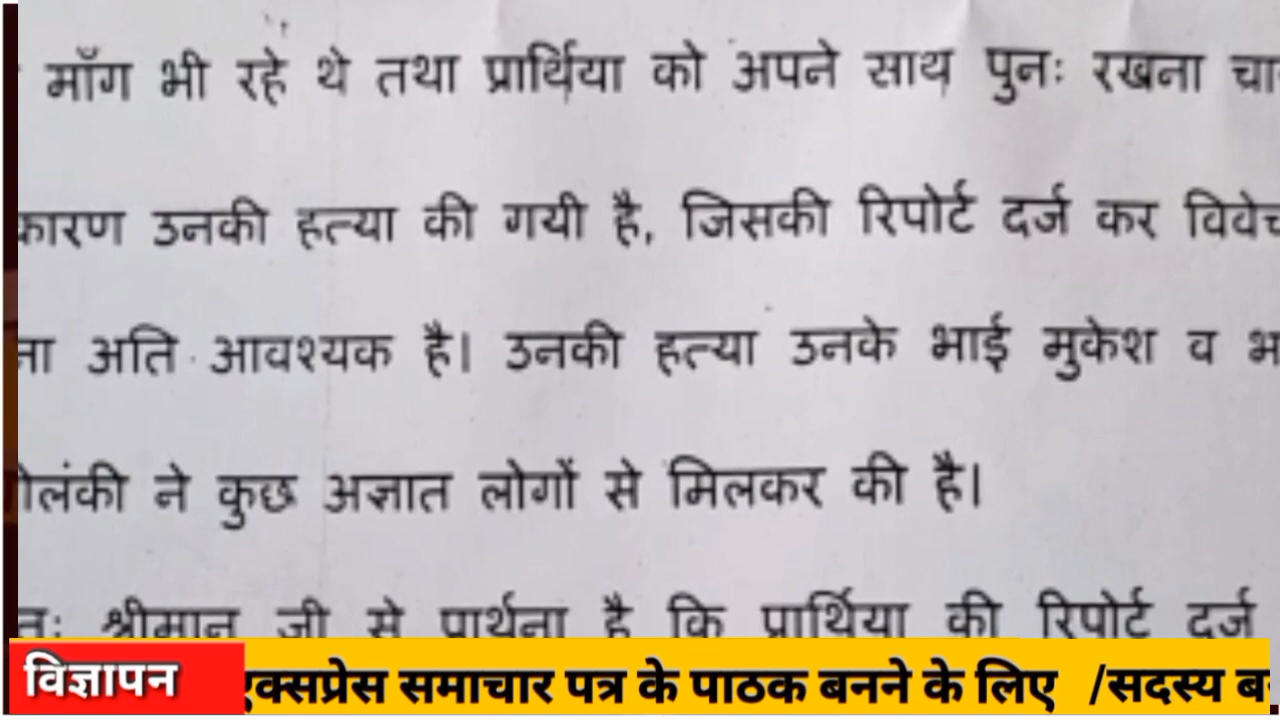 माँग भी रहे थे तथा प्रार्थिया को अपने साथ पुनः रखना
कारण उनकी हत्या की गयी है, जिसकी रिपोर्ट दर्ज कर
अति आवश्यक है। उनकी हत्या उनके भाई मुकेश व
ने कुछ अज्ञात लोगों से मिलकर की है।
श्रीमान जी से प्रार्थना है कि प्रार्थिया की रिपोर्ट दर्ज
विज्ञापन
एक्सप्रेस समाचार पत्र के पाठक बनने के लिए /सदस्य